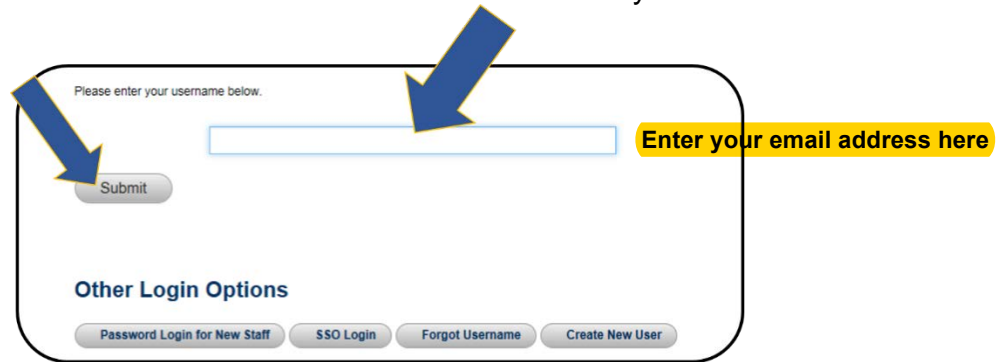 Please enter your username below.
Enter your email address here
Submit
Other Login Options
Password Login for New Staff SSO Login Forgot Username Create New User